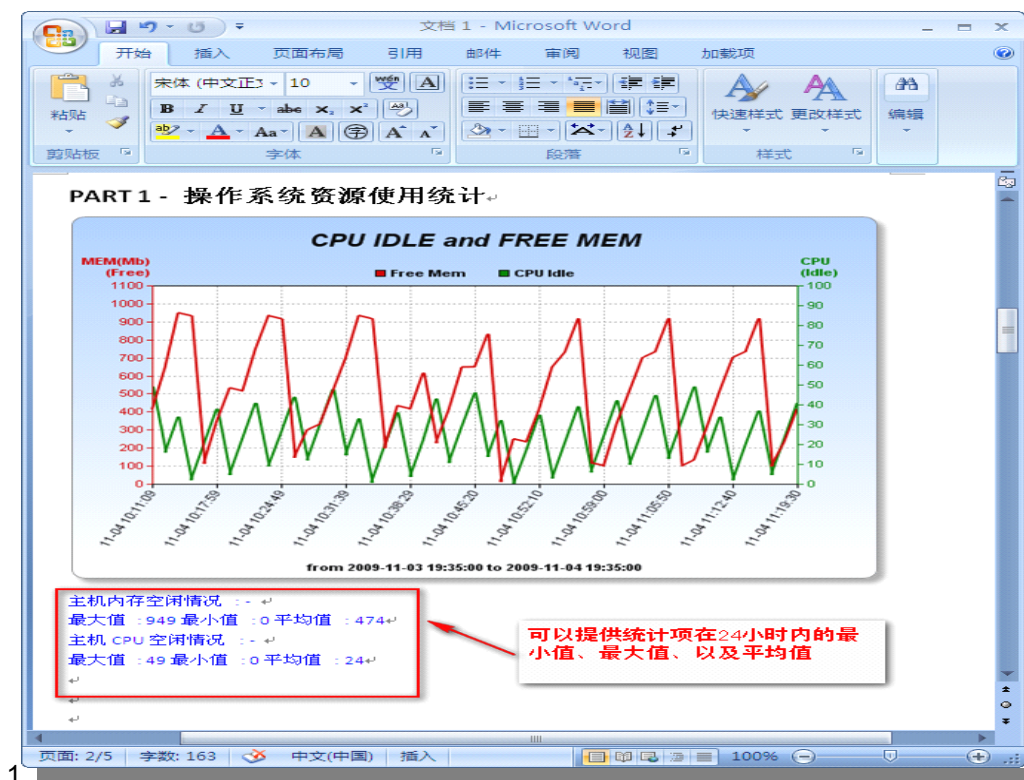 文档 1 - Microsoft Word
开始 插入 页面布局 引用 邮件 审阅 视图 加载项
宋体 (中文正 10 wén 变 A
粘贴
B I U abe x₂ x²
快速样式 更改样式 编辑
ab A Aa A 字 A A
剪贴板 字体 段落 样式
PART 1 - 操作系统资源使用统计
CPU IDLE and FREE MEM
MEM(Mb)
(Free)
Free Mem CPU Idle
CPU
(Idle)
1100 100
1000 90
900 80
800 70
700 60
600 50
500 40
400 30
300 20
200 10
100 0
0
11-04 10:11:09 11-04 10:17:59 11-04 10:24:49 11-04 10:31:39 11-04 10:38:29 11-04 10:45:20 11-04 10:52:10 11-04 10:59:00 11-04 11:05:50 11-04 11:12:40 11-04 11:19:30
from 2009-11-03 19:35:00 to 2009-11-04 19:35:00
主机内存空闲情况 : -
最大值 : 949 最小值 : 0 平均值 : 474
主机 CPU 空闲情况 : -
最大值 : 49 最小值 : 0 平均值 : 24
可以提供统计项在24小时内的最
小值、最大值、以及平均值
页面: 2/5 字数: 163 中文(中国) 插入 100%
1